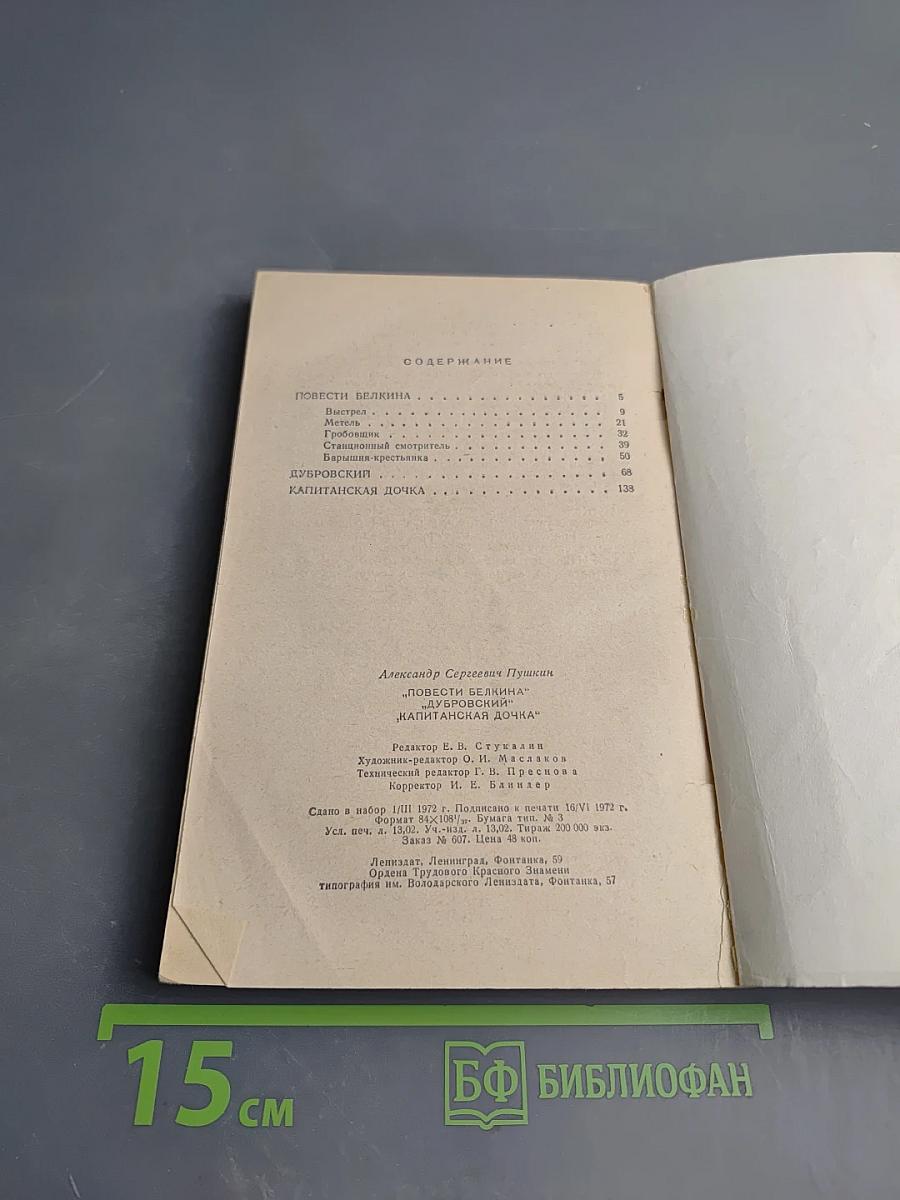 СОДЕРЖАНИЕ
ПОВЕСТИ БЕЛКИНА . . . . . . . . . . . . . . . 5
Выстрел . . . . . . . . . . . . . . . . . . 9
Метель . . . . . . . . . . . . . . . . . . 21
Гробовщик . . . . . . . . . . . . . . . . . 32
Станционный смотритель . . . . . . . . . . . . 39
Барышня-крестьянка . . . . . . . . . . . . . . 50
ДУБРОВСКИЙ . . . . . . . . . . . . . . . . . 68
КАПИТАНСКАЯ ДОЧКА . . . . . . . . . . . . . . 138
Александр Сергеевич Пушкин
„ПОВЕСТИ БЕЛКИНА“
„ДУБРОВСКИЙ“
„КАПИТАНСКАЯ ДОЧКА“
Редактор Е. В. Стукалин
Художник-редактор О. И. Маслаков
Технический редактор Г. В. Преснова
Корректор И. Е. Блиндер
Сдано в набор 1/III 1972 г. Подписано к печати 16/VI 1972 г.
Формат 84×108¹/₃₂. Бумага тип. № 3
Усл. печ. л. 13,02. Уч.-изд. л. 13,02. Тираж 200 000 экз.
Заказ № 607. Цена 48 коп.
Лениздат, Ленинград, Фонтанка, 59
Ордена Трудового Красного Знамени
типография им. Володарского Лениздата, Фонтанка, 57
15 см
БФ БИБЛИОФАН